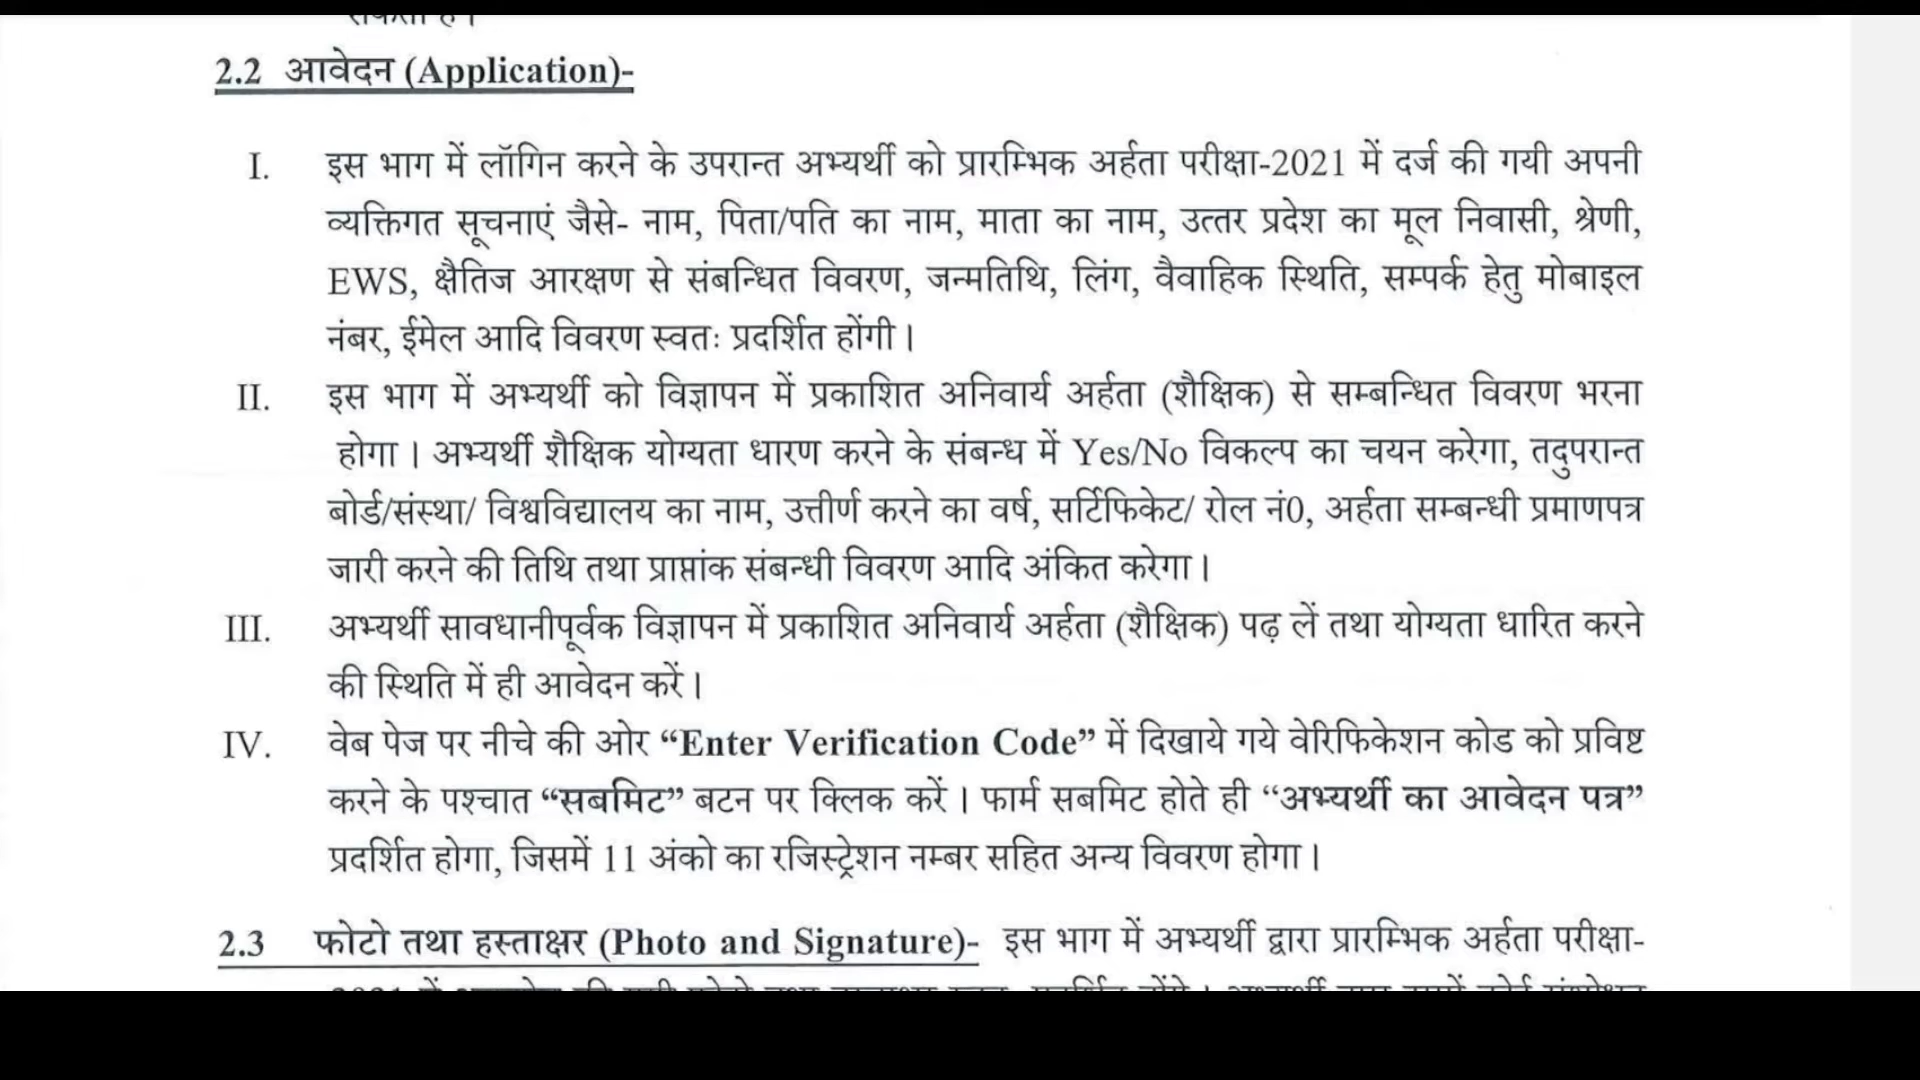 2.2 आवेदन (Application)-
I. इस भाग में लॉगिन करने के उपरान्त अभ्यर्थी को प्रारम्भिक अर्हता परीक्षा-2021 में दर्ज की गयी अपनी
व्यक्तिगत सूचनाएं जैसे- नाम, पिता/पति का नाम, माता का नाम, उत्तर प्रदेश का मूल निवासी, श्रेणी,
EWS, क्षैतिज आरक्षण से संबन्धित विवरण, जन्मतिथि, लिंग, वैवाहिक स्थिति, सम्पर्क हेतु मोबाइल
नंबर, ईमेल आदि विवरण स्वतः प्रदर्शित होंगी।
II. इस भाग में अभ्यर्थी को विज्ञापन में प्रकाशित अनिवार्य अर्हता (शैक्षिक) से सम्बन्धित विवरण भरना
होगा। अभ्यर्थी शैक्षिक योग्यता धारण करने के संबन्ध में Yes/No विकल्प का चयन करेगा, तदुपरान्त
बोर्ड/संस्था/ विश्वविद्यालय का नाम, उत्तीर्ण करने का वर्ष, सर्टिफिकेट/ रोल नं0, अर्हता सम्बन्धी प्रमाणपत्र
जारी करने की तिथि तथा प्राप्तांक संबन्धी विवरण आदि अंकित करेगा।
III. अभ्यर्थी सावधानीपूर्वक विज्ञापन में प्रकाशित अनिवार्य अर्हता (शैक्षिक) पढ़ लें तथा योग्यता धारित करने
की स्थिति में ही आवेदन करें।
IV. वेब पेज पर नीचे की ओर “Enter Verification Code” में दिखाये गये वेरिफिकेशन कोड को प्रविष्ट
करने के पश्चात “सबमिट” बटन पर क्लिक करें। फार्म सबमिट होते ही “अभ्यर्थी का आवेदन पत्र”
प्रदर्शित होगा, जिसमें 11 अंको का रजिस्ट्रेशन नम्बर सहित अन्य विवरण होगा।
2.3 फोटो तथा हस्ताक्षर (Photo and Signature)- इस भाग में अभ्यर्थी द्वारा प्रारम्भिक अर्हता परीक्षा-